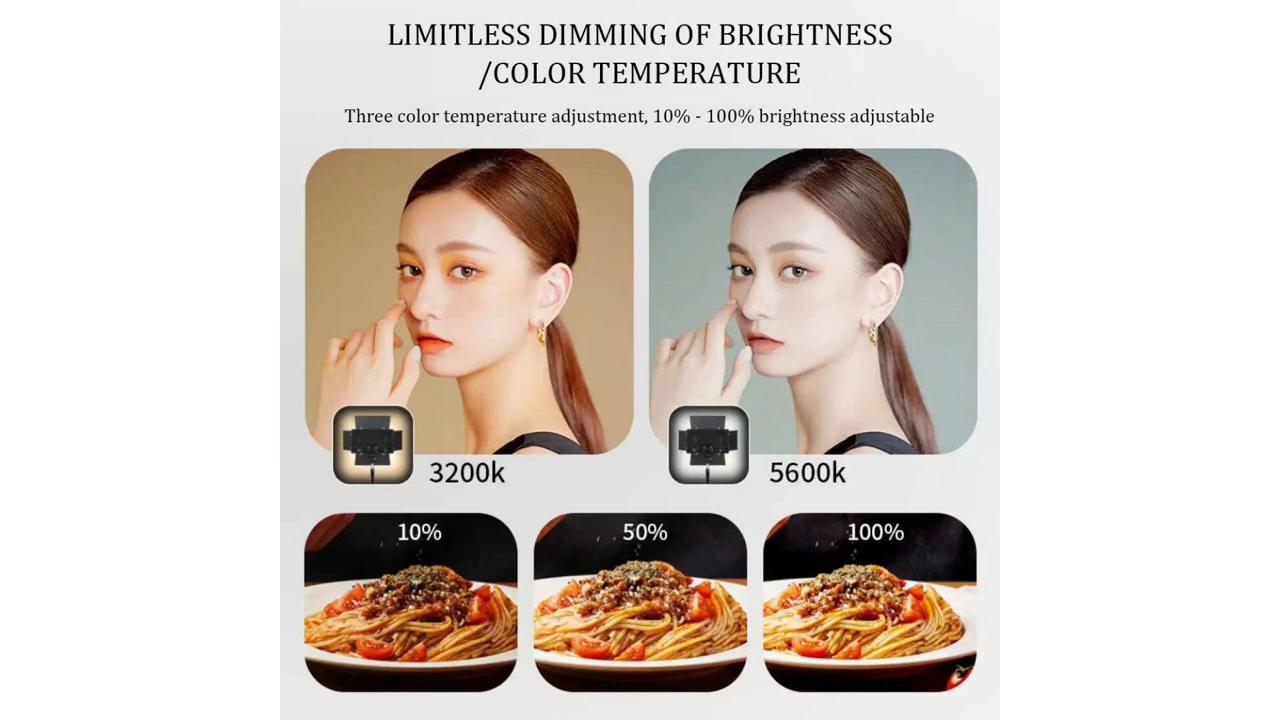 LIMITLESS DIMMING OF BRIGHTNESS
/COLOR TEMPERATURE
Three color temperature adjustment, 10% - 100% brightness adjustable
3200k
5600k
10%
50%
100%